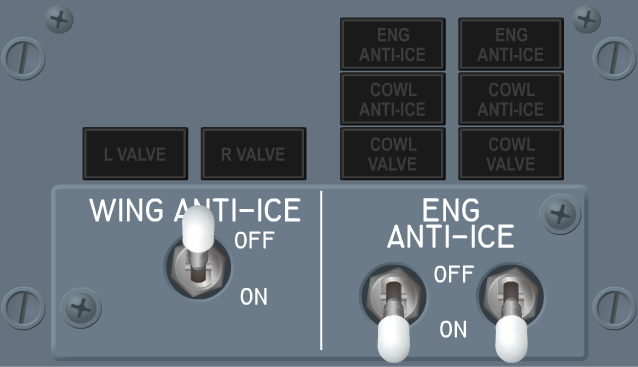 ENG
ANTI-ICE
ENG
ANTI-ICE
COWL
ANTI-ICE
COWL
ANTI-ICE
L VALVE
R VALVE
COWL
VALVE
COWL
VALVE
WING ANTI-ICE
OFF
ON
ENG
ANTI-ICE
OFF
ON